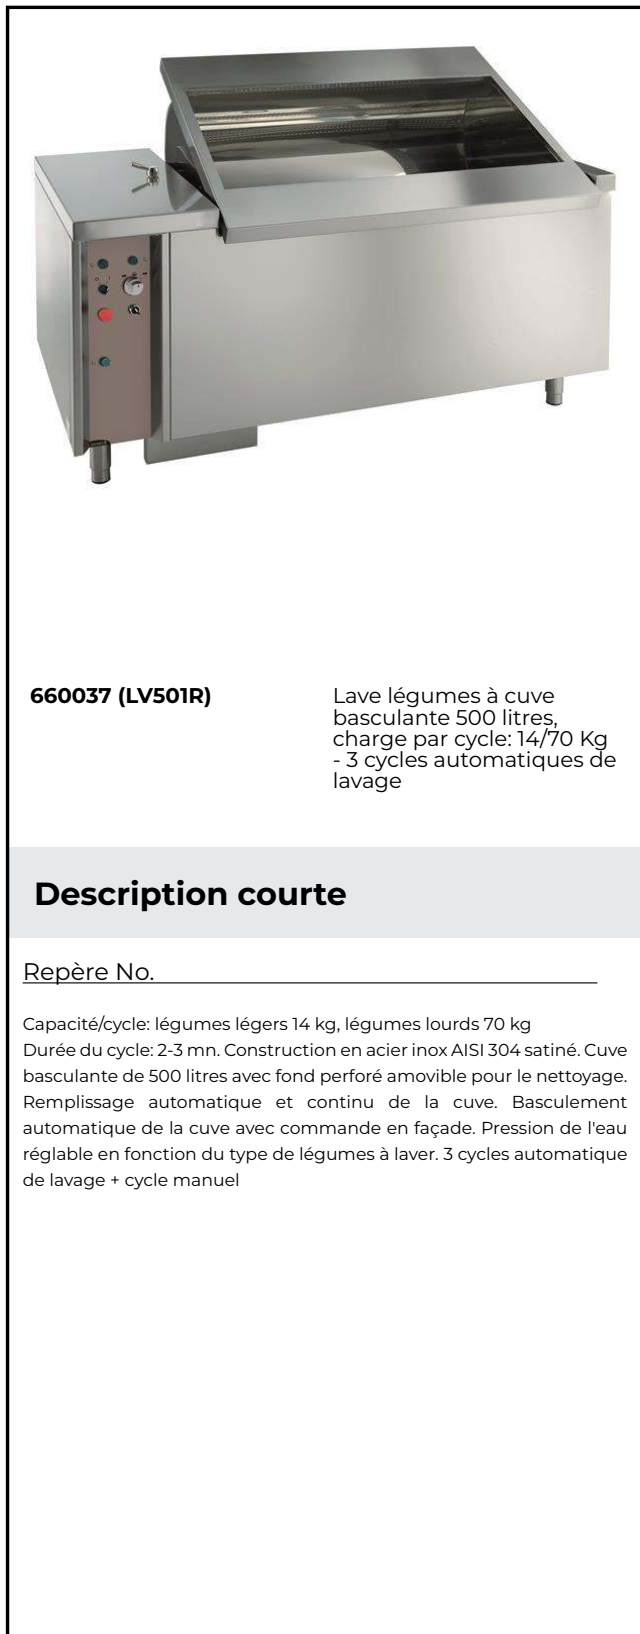 660037 (LV501R)
Lave légumes à cuve
basculante 500 litres,
charge par cycle: 14/70 Kg
- 3 cycles automatiques de
lavage
Description courte
Repère No.
Capacité/cycle: légumes légers 14 kg, légumes lourds 70 kg
Durée du cycle: 2-3 mn. Construction en acier inox AISI 304 satiné. Cuve
basculante de 500 litres avec fond perforé amovible pour le nettoyage.
Remplissage automatique et continu de la cuve. Basculement
automatique de la cuve avec commande en façade. Pression de l'eau
réglable en fonction du type de légumes à laver. 3 cycles automatique
de lavage + cycle manuel